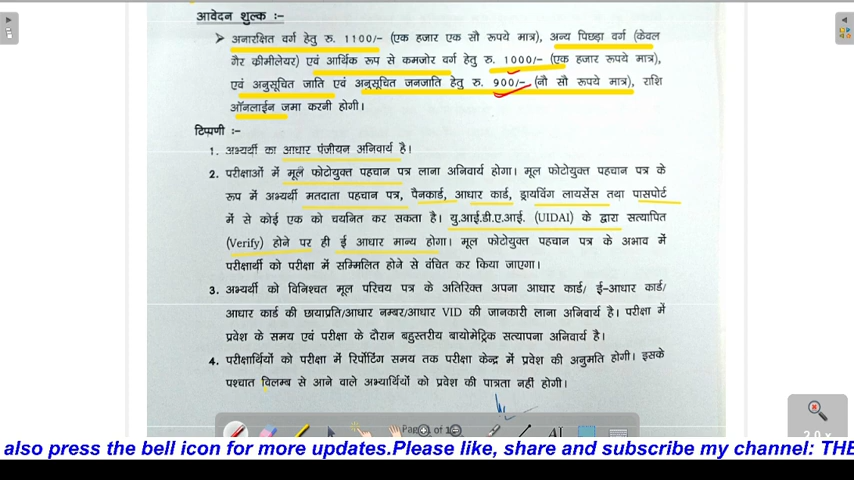 आवेदन शुल्क :-
➤ अनारक्षित वर्ग हेतु रु. 1100/- (एक हजार एक सौ रूपये मात्र), अन्य पिछड़ा वर्ग (केवल
गैर क्रीमीलेयर) एवं आर्थिक रूप से कमजोर वर्ग हेतु रु. 1000/- (एक हजार रूपये मात्र),
एवं अनुसूचित जाति एवं अनुसूचित जनजाति हेतु रु. 900/- (नौ सौ रूपये मात्र), राशि
ऑनलाईन जमा करनी होगी।
टिप्पणी :-
1. अभ्यर्थी का आधार पंजीयन अनिवार्य है।
2. परीक्षाओं में मूल फोटोयुक्त पहचान पत्र लाना अनिवार्य होगा। मूल फोटोयुक्त पहचान पत्र के
रूप में अभ्यर्थी मतदाता पहचान पत्र, पैनकार्ड, आधार कार्ड, ड्रायविंग लायसेंस तथा पासपोर्ट
में से कोई एक को चयनित कर सकता है। यु.आई.डी.ए.आई. (UIDAI) के द्वारा सत्यापित
(Verify) होने पर ही ई आधार मान्य होगा। मूल फोटोयुक्त पहचान पत्र के अभाव में
परीक्षार्थी को परीक्षा में सम्मिलित होने से वंचित कर किया जाएगा।
3. अभ्यर्थी को विनिश्चत मूल परिचय पत्र के अतिरिक्त अपना आधार कार्ड/ ई-आधार कार्ड/
आधार कार्ड की छायाप्रति/आधार नम्बर/आधार VID की जानकारी लाना अनिवार्य है। परीक्षा में
प्रवेश के समय एवं परीक्षा के दौरान बहुस्तरीय बायोमेट्रिक सत्यापना अनिवार्य है।
4. परीक्षार्थियों को परीक्षा में रिपोंटिंग समय तक परीक्षा केन्द्र में प्रवेश की अनुमति होगी। इसके
पश्चात विलम्ब से आने वाले अभ्यार्थियों को प्रवेश की पात्रता नहीं होगी।
2.0 x
also press the bell icon for more updates.Please like, share and subscribe my channel: THE